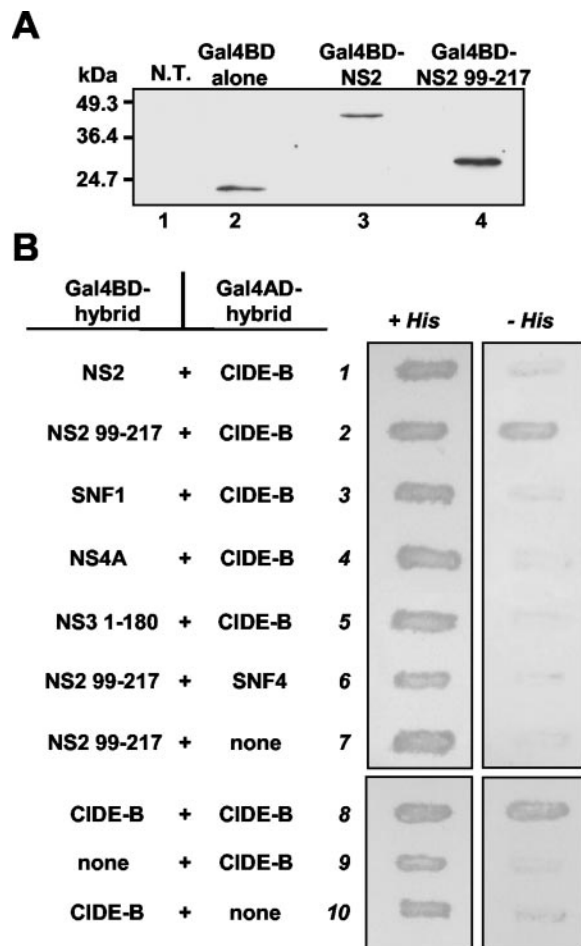 A
kDa N.T. Gal4BD alone Gal4BD-NS2 Gal4BD-NS2 99-217
49.3
36.4
24.7
1 2 3 4
B
Gal4BD-hybrid Gal4AD-hybrid + His - His
NS2 + CIDE-B 1
NS2 99-217 + CIDE-B 2
SNF1 + CIDE-B 3
NS4A + CIDE-B 4
NS3 1-180 + CIDE-B 5
NS2 99-217 + SNF4 6
NS2 99-217 + none 7
CIDE-B + CIDE-B 8
none + CIDE-B 9
CIDE-B + none 10